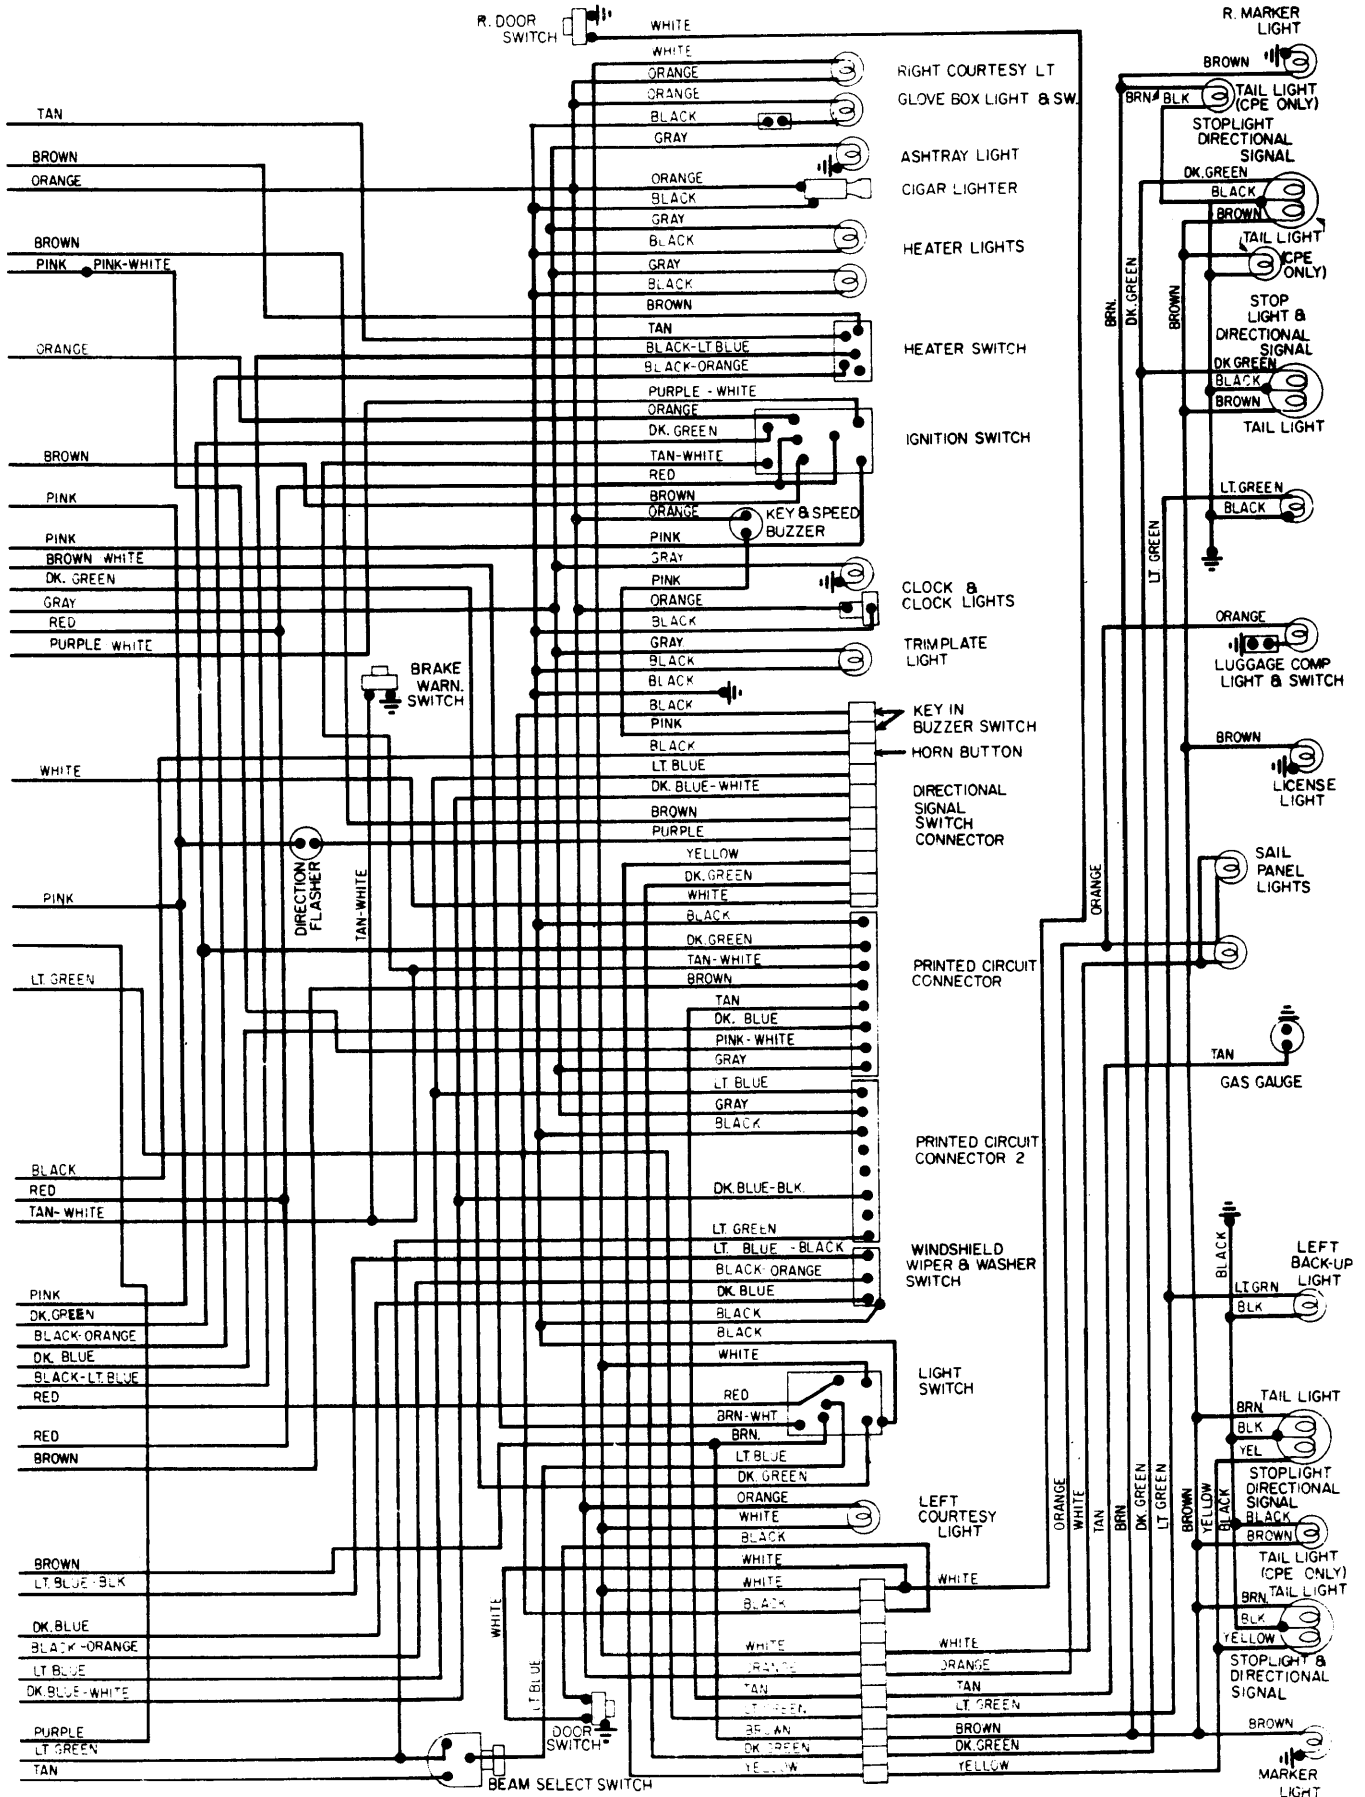 R. DOOR
SWITCH
WHITE
WHITE
ORANGE
RIGHT COURTESY LT
ORANGE
GLOVE BOX LIGHT & SW.
BLACK
GRAY
ASHTRAY LIGHT
ORANGE
CIGAR LIGHTER
BLACK
GRAY
BLACK
HEATER LIGHTS
GRAY
BLACK
BROWN
TAN
BLACK-LT BLUE
HEATER SWITCH
BLACK-ORANGE
PURPLE - WHITE
ORANGE
DK. GREEN
IGNITION SWITCH
TAN-WHITE
RED
BROWN
ORANGE
KEY & SPEED
BUZZER
PINK
GRAY
PINK
CLOCK &
CLOCK LIGHTS
ORANGE
BLACK
GRAY
TRIMPLATE
LIGHT
BLACK
BLACK
BLACK
KEY IN
BUZZER SWITCH
PINK
BLACK
HORN BUTTON
LT. BLUE
DK. BLUE-WHITE
DIRECTIONAL
SIGNAL
SWITCH
CONNECTOR
BROWN
PURPLE
YELLOW
DK. GREEN
WHITE
BLACK
DK. GREEN
TAN-WHITE
PRINTED CIRCUIT
CONNECTOR
BROWN
TAN
DK. BLUE
PINK-WHITE
GRAY
LT BLUE
GRAY
BLACK
PRINTED CIRCUIT
CONNECTOR 2
DK. BLUE-BLK.
LT. GREEN
LT. BLUE - BLACK
WINDSHIELD
WIPER & WASHER
SWITCH
BLACK-ORANGE
DK. BLUE
BLACK
BLACK
WHITE
LIGHT
SWITCH
RED
BRN-WHT
BRN.
LT BLUE
DK. GREEN
ORANGE
LEFT
COURTESY
LIGHT
WHITE
BLACK
WHITE
WHITE
WHITE
BLACK
WHITE
WHITE
WHITE
ORANGE
ORANGE
TAN
TAN
LT. GREEN
LT. GREEN
BROWN
BROWN
DK. GREEN
DK. GREEN
YELLOW
YELLOW
LT BLUE
DOOR
SWITCH
BEAM SELECT SWITCH
TAN
BROWN
ORANGE
BROWN
PINK
PINK-WHITE
ORANGE
BROWN
PINK
PINK
BROWN WHITE
DK. GREEN
GRAY
RED
PURPLE WHITE
BRAKE
WARN.
SWITCH
WHITE
DIRECTION
FLASHER
TAN-WHITE
PINK
LT. GREEN
BLACK
RED
TAN-WHITE
PINK
DK. GREEN
BLACK-ORANGE
DK. BLUE
BLACK-LT. BLUE
RED
RED
BROWN
BROWN
LT. BLUE-BLK
DK. BLUE
BLACK-ORANGE
LT BLUE
DK. BLUE-WHITE
PURPLE
LT GREEN
TAN
R. MARKER
LIGHT
BROWN
BRN
BLK
TAIL LIGHT
(CPE ONLY)
STOPLIGHT
DIRECTIONAL
SIGNAL
DK. GREEN
BLACK
BROWN
TAIL LIGHT
(CPE
ONLY)
BRN.
DK. GREEN
BROWN
STOP
LIGHT &
DIRECTIONAL
SIGNAL
DK GREEN
BLACK
BROWN
TAIL LIGHT
LT. GREEN
BLACK
LT. GREEN
ORANGE
LUGGAGE COMP
LIGHT & SWITCH
BROWN
LICENSE
LIGHT
SAIL
PANEL
LIGHTS
ORANGE
TAN
GAS GAUGE
BLACK
LEFT
BACK-UP
LIGHT
LT GRN
BLK
TAIL LIGHT
BRN.
BLK
YEL
STOPLIGHT
DIRECTIONAL
SIGNAL
BLACK
BROWN
TAIL LIGHT
(CPE ONLY)
TAIL LIGHT
BRN.
BLK
YELLOW
STOPLIGHT &
DIRECTIONAL
SIGNAL
ORANGE
WHITE
TAN
BRN
DK. GREEN
LT GREEN
BROWN
YELLOW
BLACK
BROWN
MARKER
LIGHT